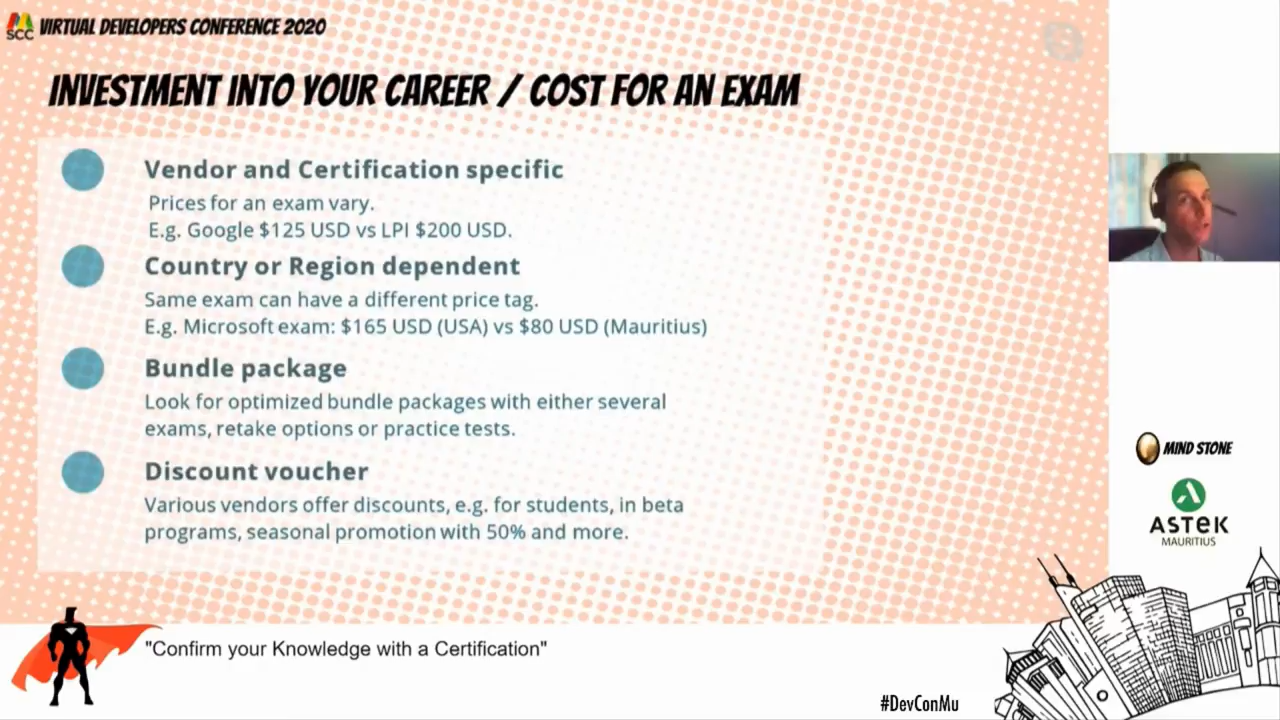 SCC VIRTUAL DEVELOPERS CONFERENCE 2020
INVESTMENT INTO YOUR CAREER / COST FOR AN EXAM
Vendor and Certification specific
Prices for an exam vary.
E.g. Google $125 USD vs LPI $200 USD.
Country or Region dependent
Same exam can have a different price tag.
E.g. Microsoft exam: $165 USD (USA) vs $80 USD (Mauritius)
Bundle package
Look for optimized bundle packages with either several
exams, retake options or practice tests.
Discount voucher
Various vendors offer discounts, e.g. for students, in beta
programs, seasonal promotion with 50% and more.
MIND STONE
ASTEK
MAURITIUS
"Confirm your Knowledge with a Certification"
#DevConMu